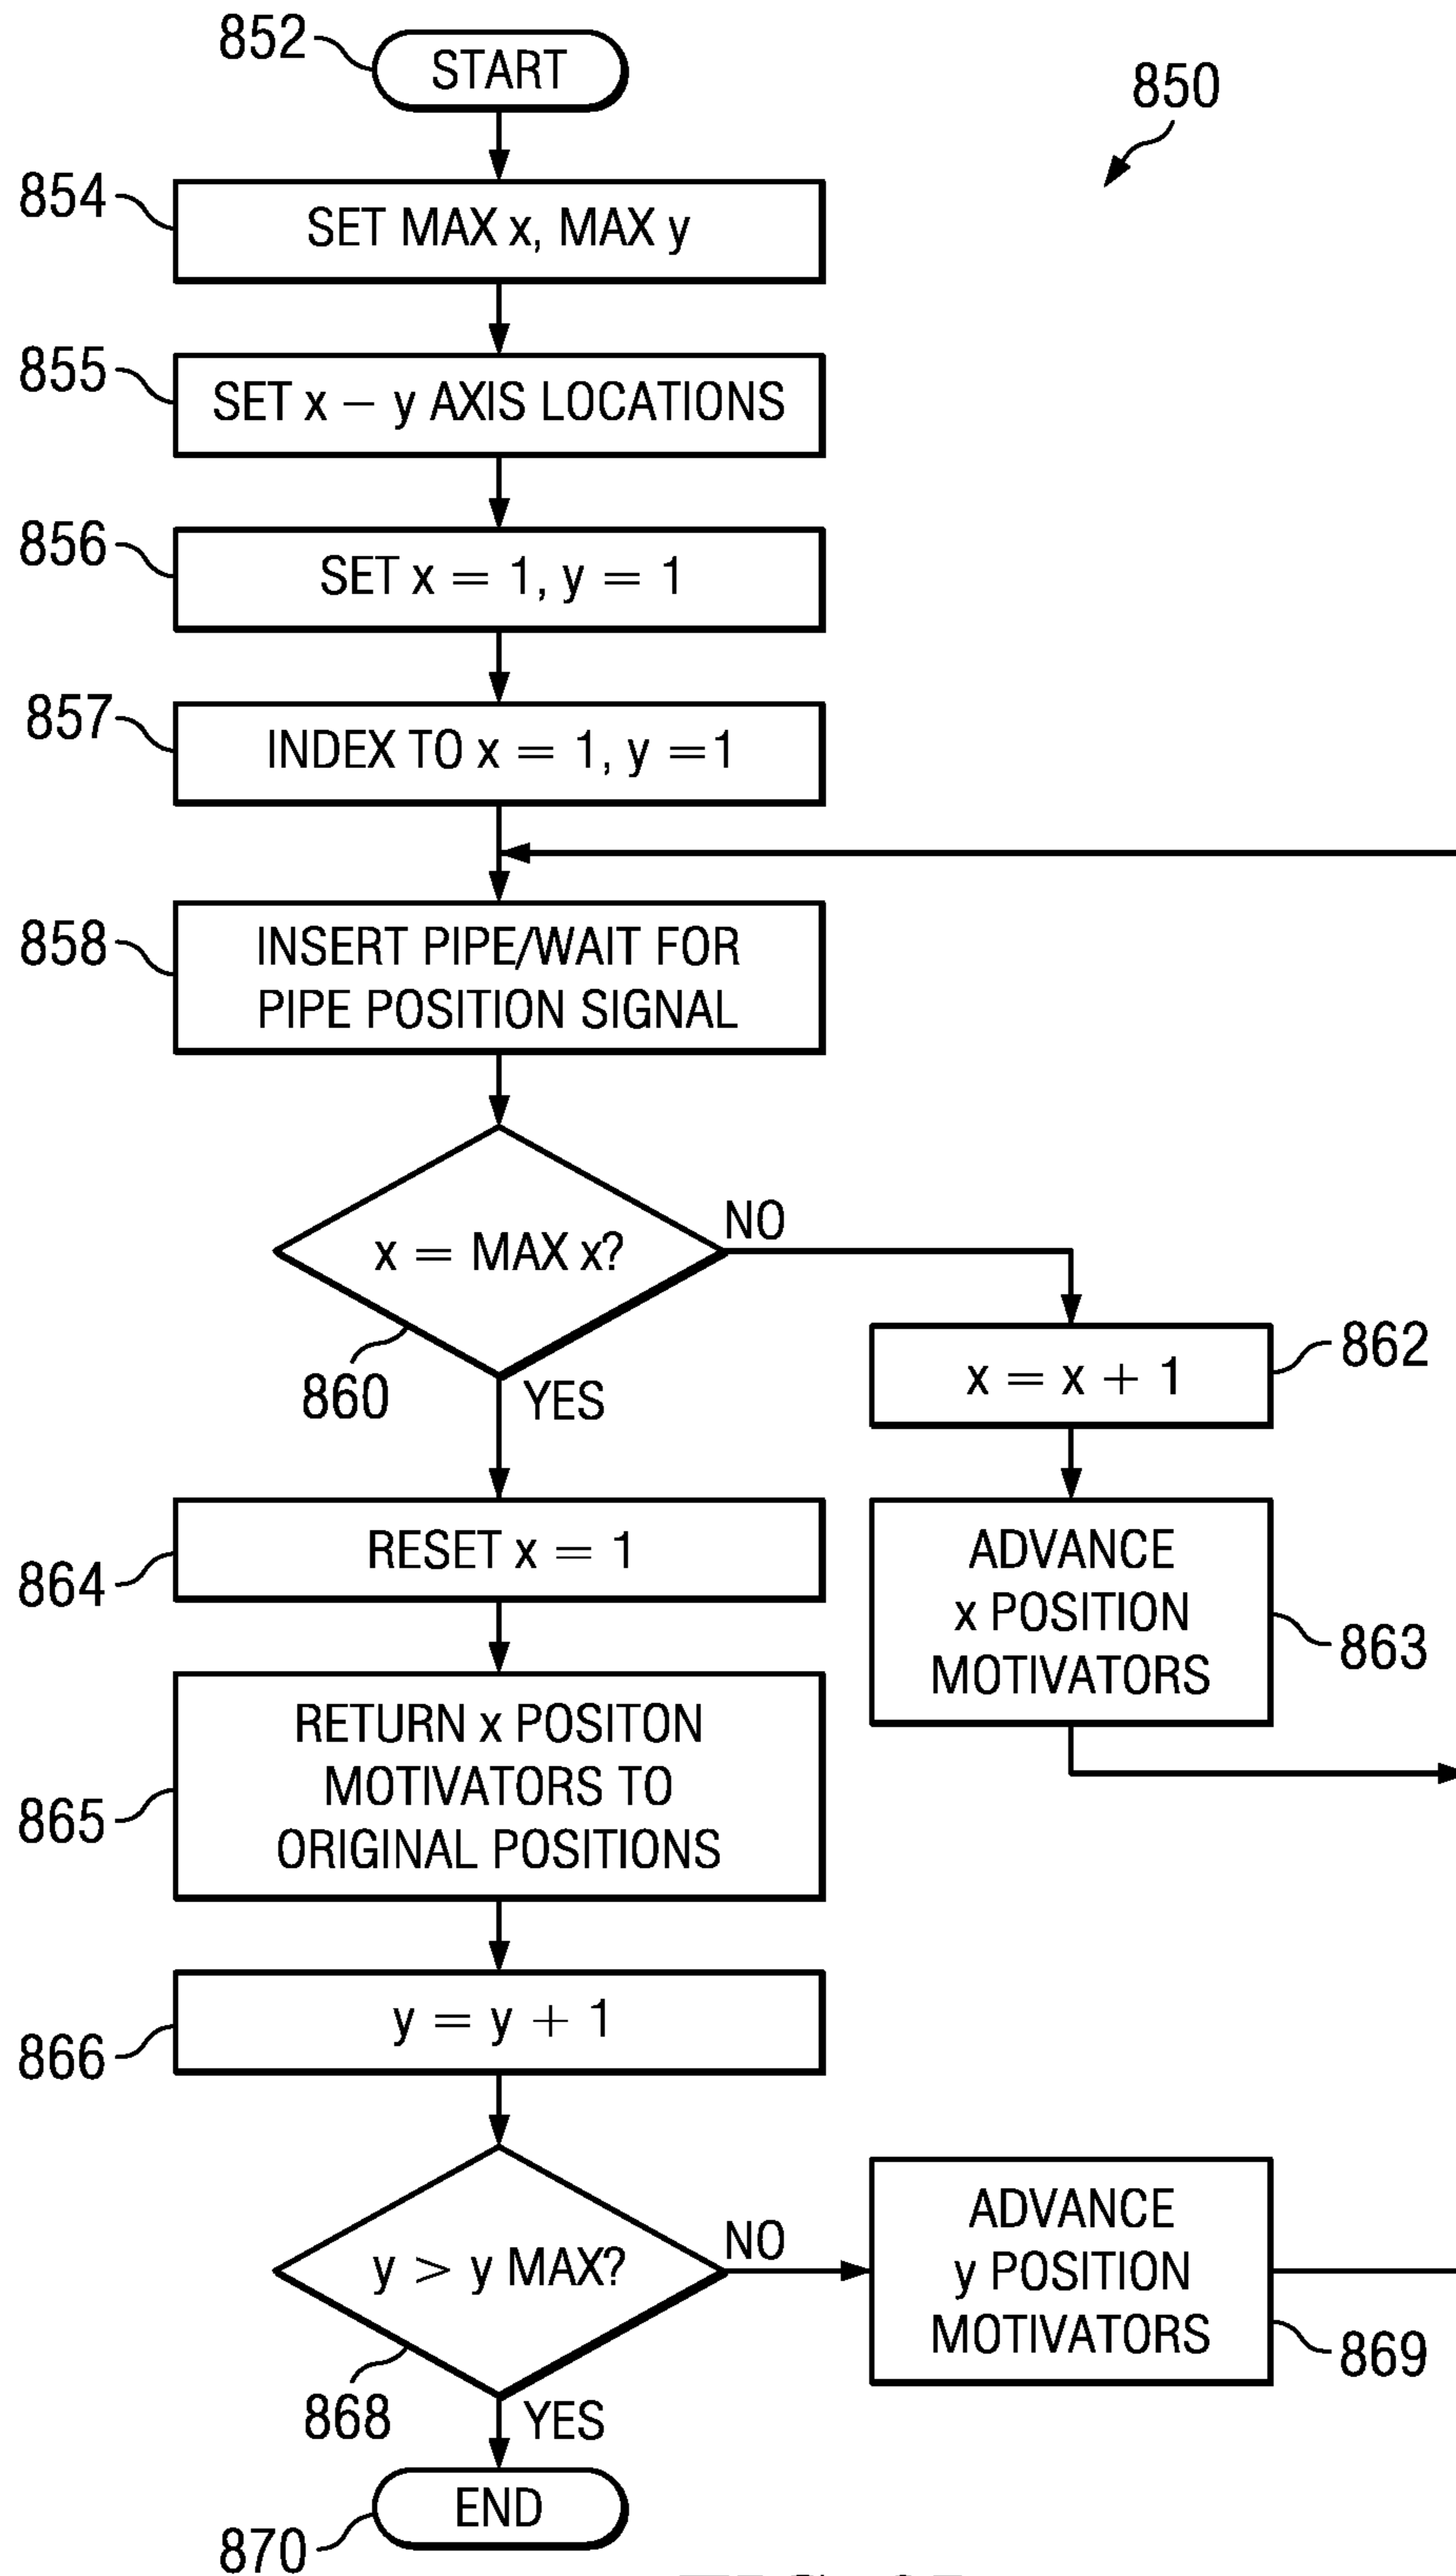 852
START
850
854
SET MAX x, MAX y
855
SET x – y AXIS LOCATIONS
856
SET x = 1, y = 1
857
INDEX TO x = 1, y =1
858
INSERT PIPE/WAIT FOR
PIPE POSITION SIGNAL
x = MAX x?
NO
860
YES
x = x + 1
862
ADVANCE
x POSITION
MOTIVATORS
863
RESET x = 1
864
RETURN x POSITON
MOTIVATORS TO
ORIGINAL POSITIONS
865
y = y + 1
866
y > y MAX?
NO
868
YES
ADVANCE
y POSITION
MOTIVATORS
869
END
870